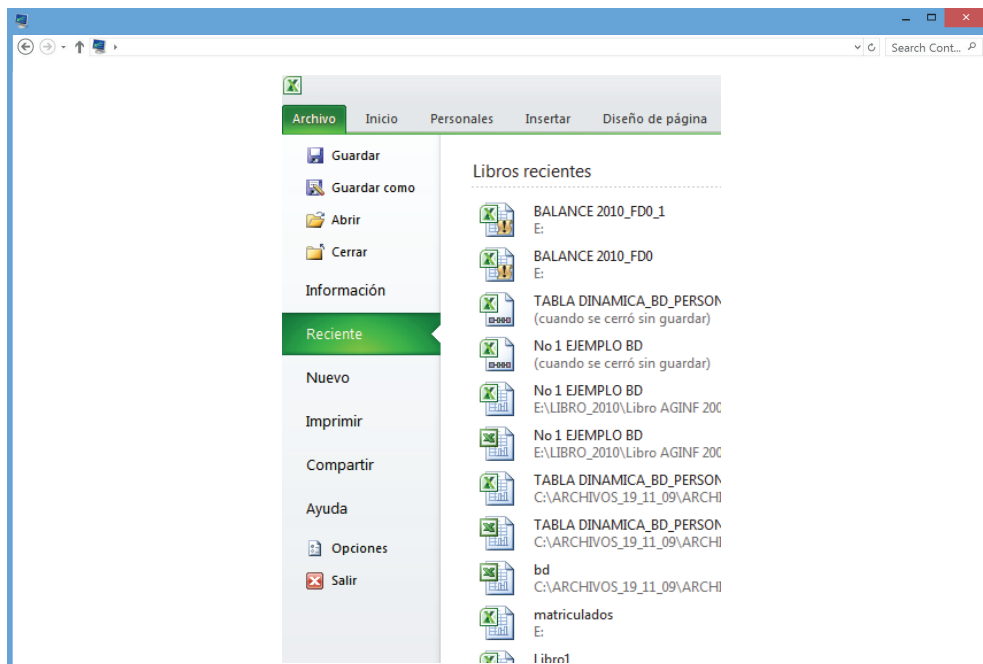 Search Cont...
Archivo Inicio Personales Insertar Diseño de página
Guardar
Guardar como
Abrir
Cerrar
Información
Reciente
Nuevo
Imprimir
Compartir
Ayuda
Opciones
Salir
Libros recientes
BALANCE 2010_FD0_1
E:
BALANCE 2010_FD0
E:
TABLA DINAMICA_BD_PERSON
(cuando se cerró sin guardar)
No 1 EJEMPLO BD
(cuando se cerró sin guardar)
No 1 EJEMPLO BD
E:\LIBRO_2010\Libro AGINF 200
No 1 EJEMPLO BD
E:\LIBRO_2010\Libro AGINF 200
TABLA DINAMICA_BD_PERSON
C:\ARCHIVOS_19_11_09\ARCHI
TABLA DINAMICA_BD_PERSON
C:\ARCHIVOS_19_11_09\ARCHI
bd
C:\ARCHIVOS_19_11_09\ARCHI
matriculados
E:
Libro1